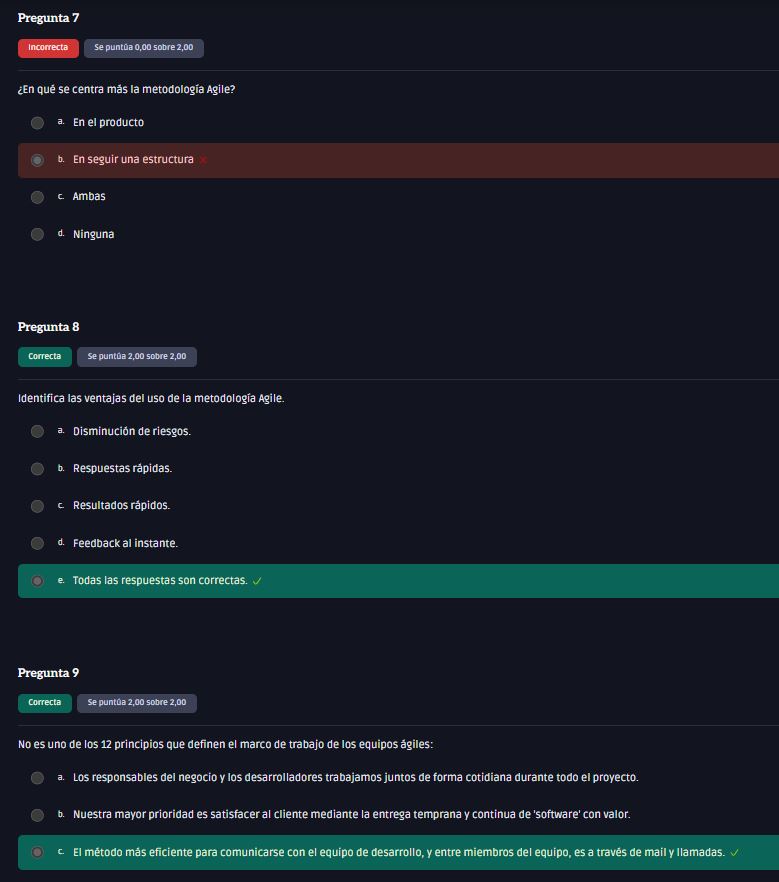 Pregunta 7
Incorrecta Se puntúa 0,00 sobre 2,00
¿En qué se centra más la metodología Agile?
a. En el producto
b. En seguir una estructura
c. Ambas
d. Ninguna
Pregunta 8
Correcta Se puntúa 2,00 sobre 2,00
Identifica las ventajas del uso de la metodología Agile.
a. Disminución de riesgos.
b. Respuestas rápidas.
c. Resultados rápidos.
d. Feedback al instante.
e. Todas las respuestas son correctas.
Pregunta 9
Correcta Se puntúa 2,00 sobre 2,00
No es uno de los 12 principios que definen el marco de trabajo de los equipos ágiles:
a. Los responsables del negocio y los desarrolladores trabajamos juntos de forma cotidiana durante todo el proyecto.
b. Nuestra mayor prioridad es satisfacer al cliente mediante la entrega temprana y continua de 'software' con valor.
c. El método más eficiente para comunicarse con el equipo de desarrollo, y entre miembros del equipo, es a través de mail y llamadas.